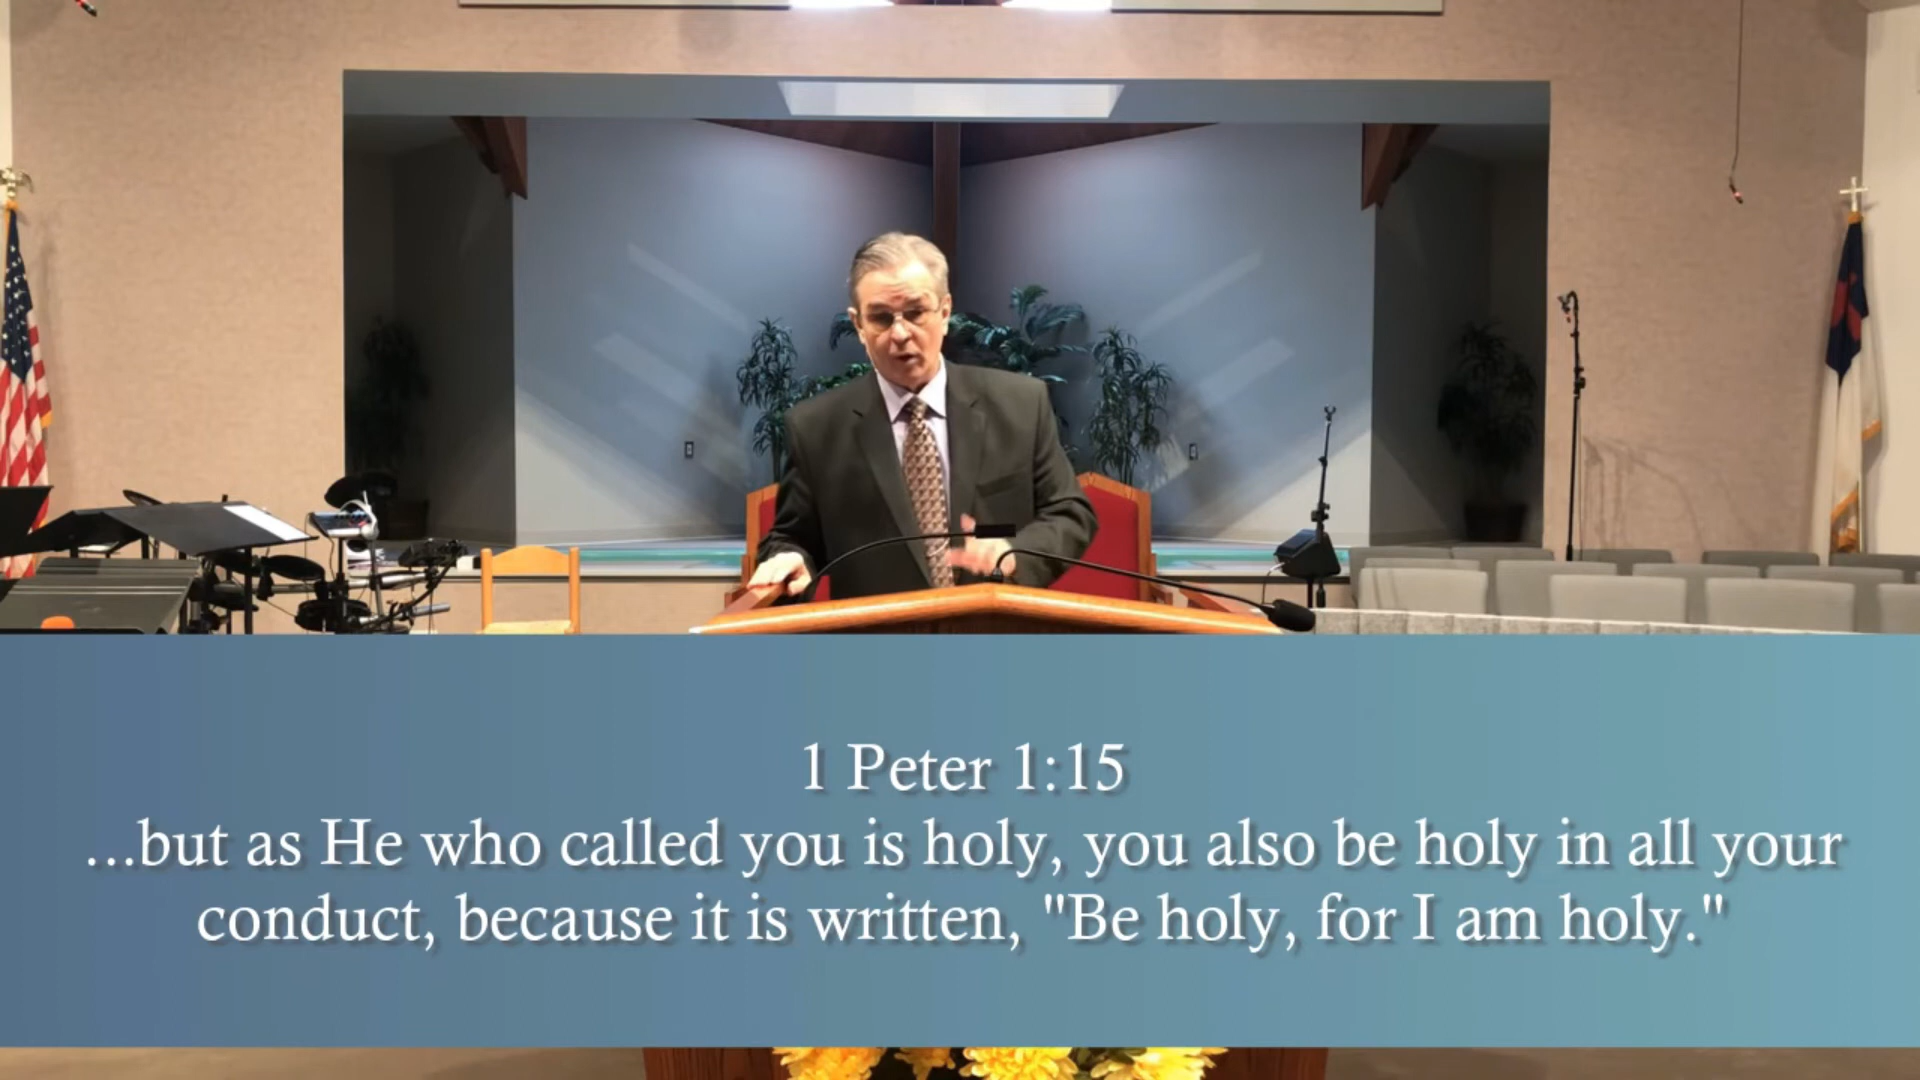 1 Peter 1:15
...but as He who called you is holy, you also be holy in all your
conduct, because it is written, "Be holy, for I am holy."